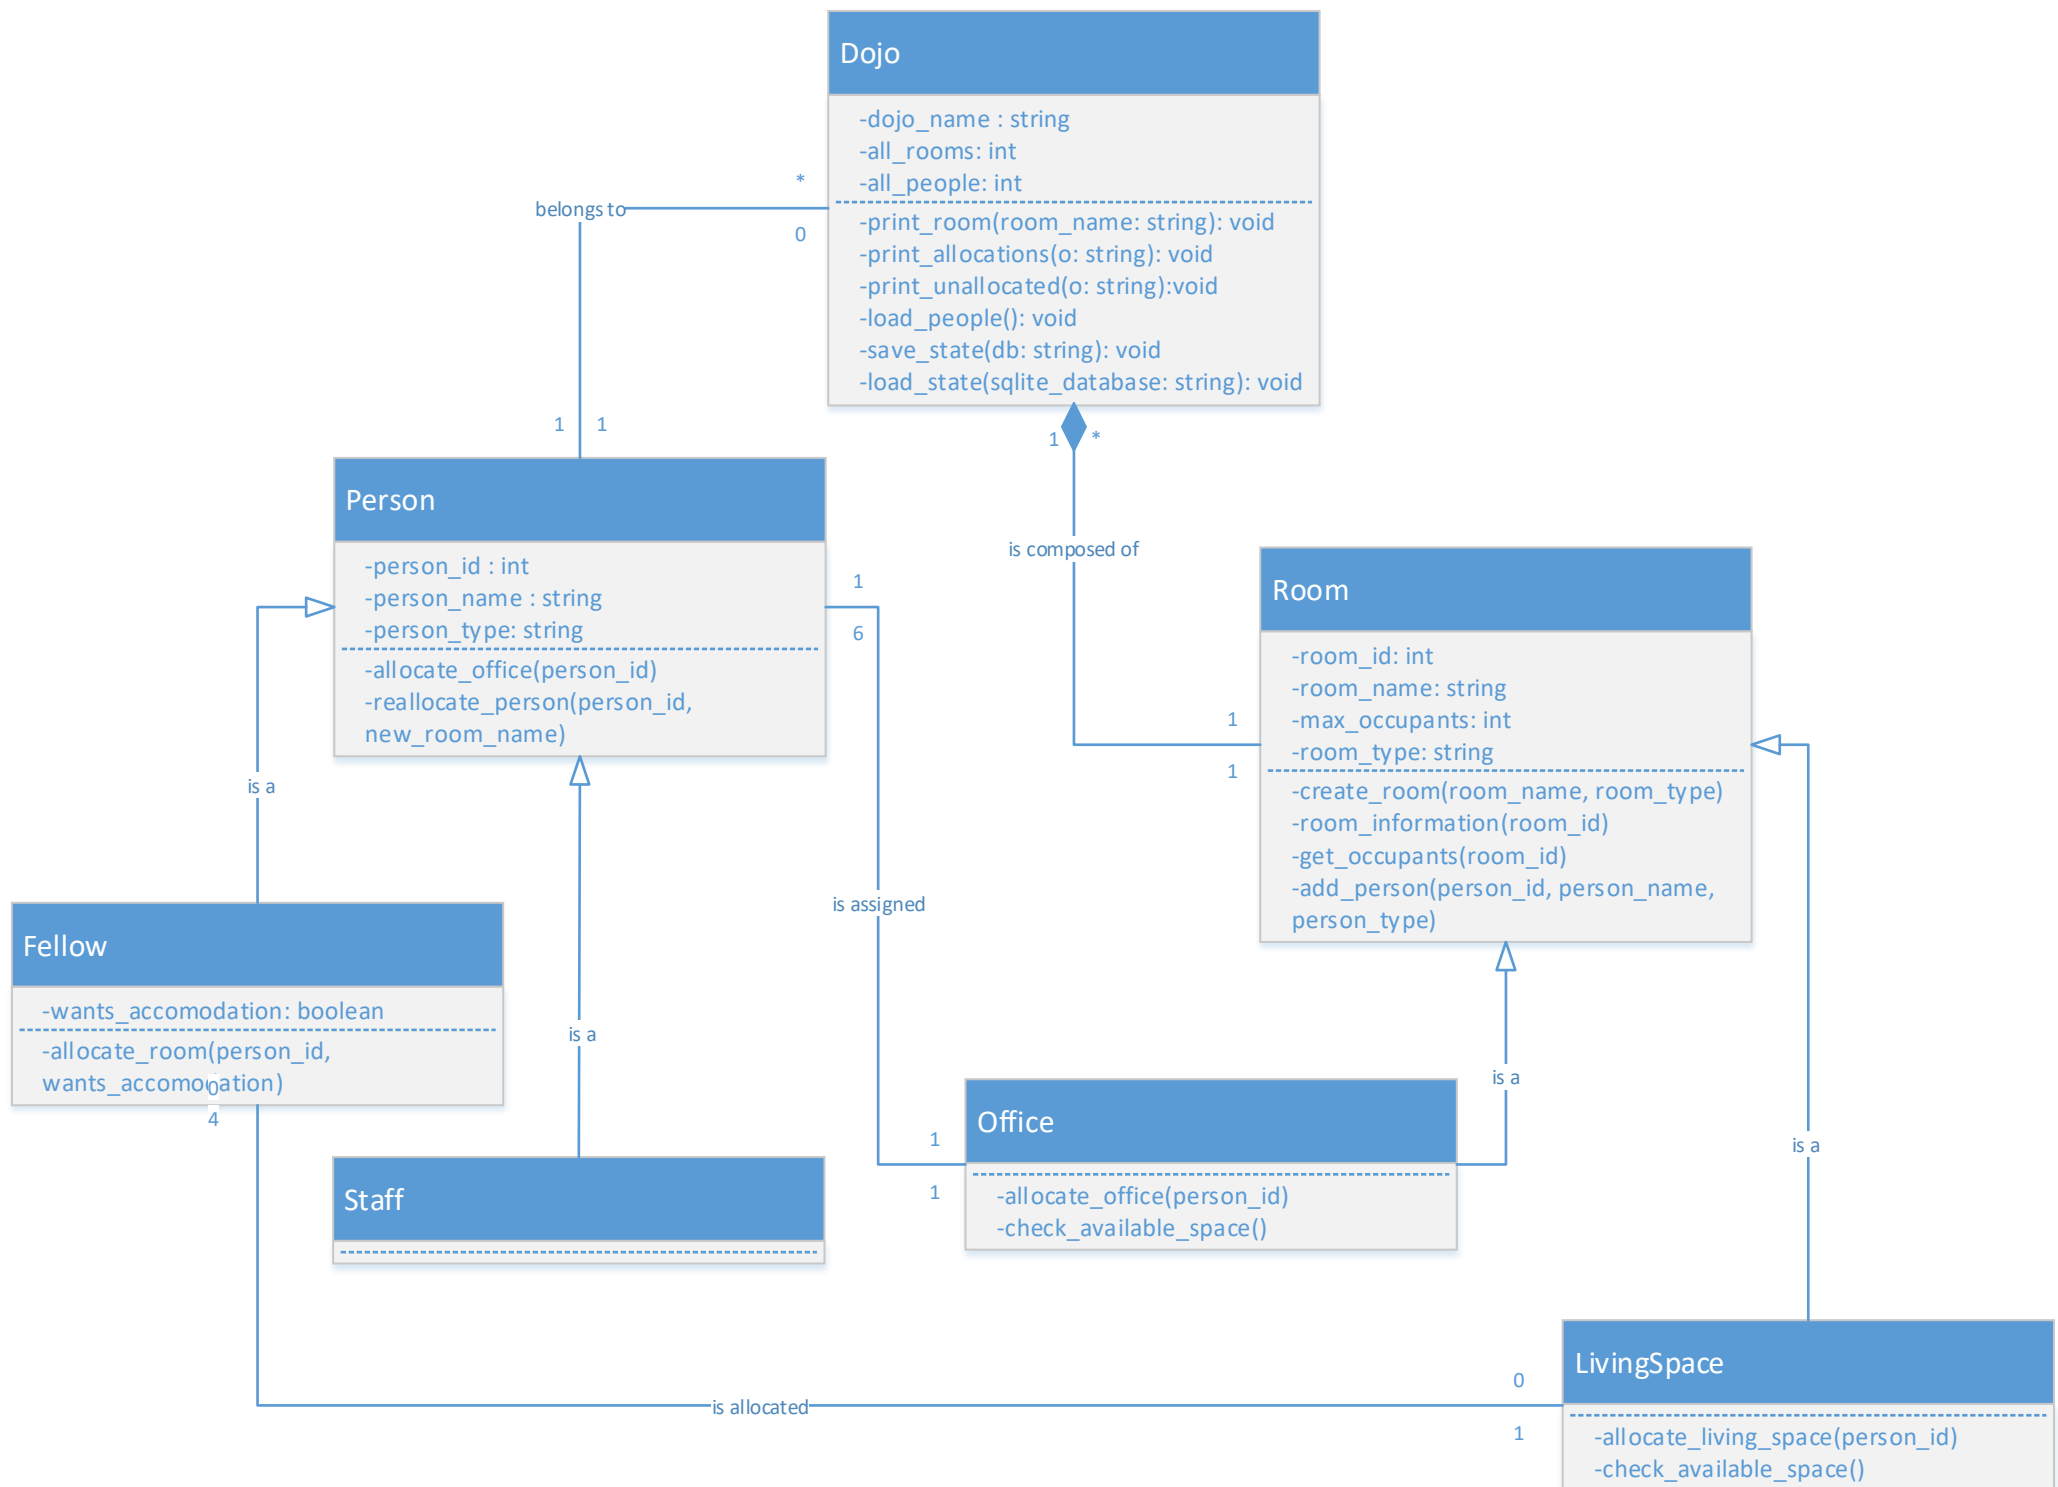 Dojo
-dojo_name : string
-all_rooms: int
-all_people: int
-print_room(room_name: string): void
-print_allocations(o: string): void
-print_unallocated(o: string):void
-load_people(): void
-save_state(db: string): void
-load_state(sqlite_database: string): void
*
belongs to
0
1 1
1 *
Person
-person_id : int
-person_name : string
-person_type: string
-allocate_office(person_id)
-reallocate_person(person_id,
new_room_name)
is composed of
1
6
Room
-room_id: int
-room_name: string
-max_occupants: int
-room_type: string
-create_room(room_name, room_type)
-room_information(room_id)
-get_occupants(room_id)
-add_person(person_id, person_name,
person_type)
1
1
is a
is assigned
Fellow
-wants_accomodation: boolean
-allocate_room(person_id,
wants_accomodation)
0
4
is a
is a
is a
Staff
1
1
Office
-allocate_office(person_id)
-check_available_space()
is allocated
0
1
LivingSpace
-allocate_living_space(person_id)
-check_available_space()